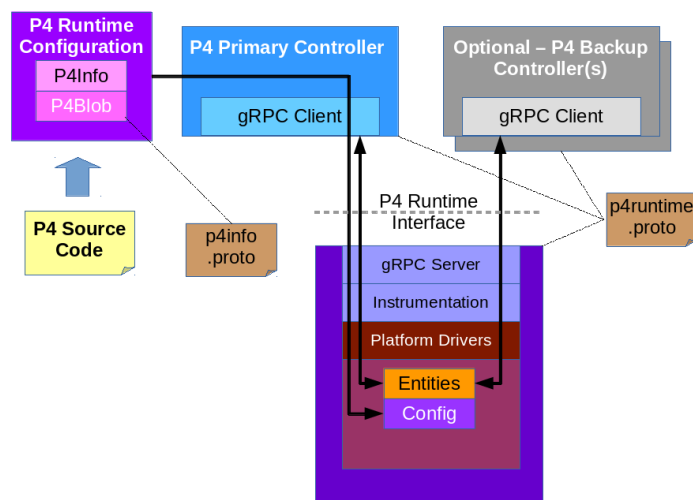 P4 Runtime
Configuration
P4Info
P4Blob
P4 Primary Controller
gRPC Client
Optional – P4 Backup
Controller(s)
gRPC Client
P4 Source
Code
p4info
.proto
P4 Runtime
Interface
p4runtime
.proto
gRPC Server
Instrumentation
Platform Drivers
Entities
Config